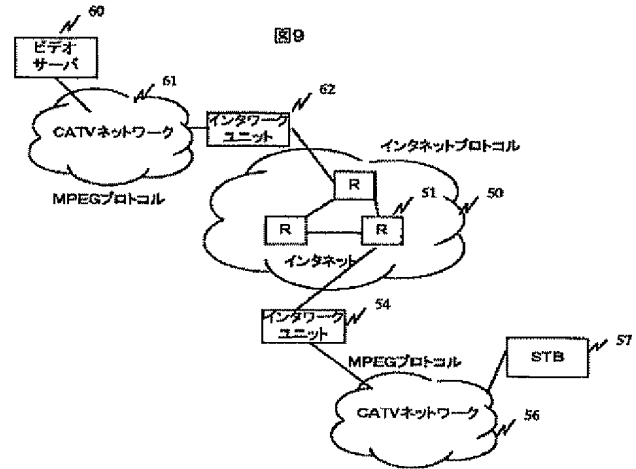 図9
60
ビデオ
サーバ
61
CATVネットワーク
MPEGプロトコル
62
インタワーク
ユニット
インタネットプロトコル
R
R
R
51
50
インタネット
54
インタワーク
ユニット
MPEGプロトコル
STB
57
CATVネットワーク
56